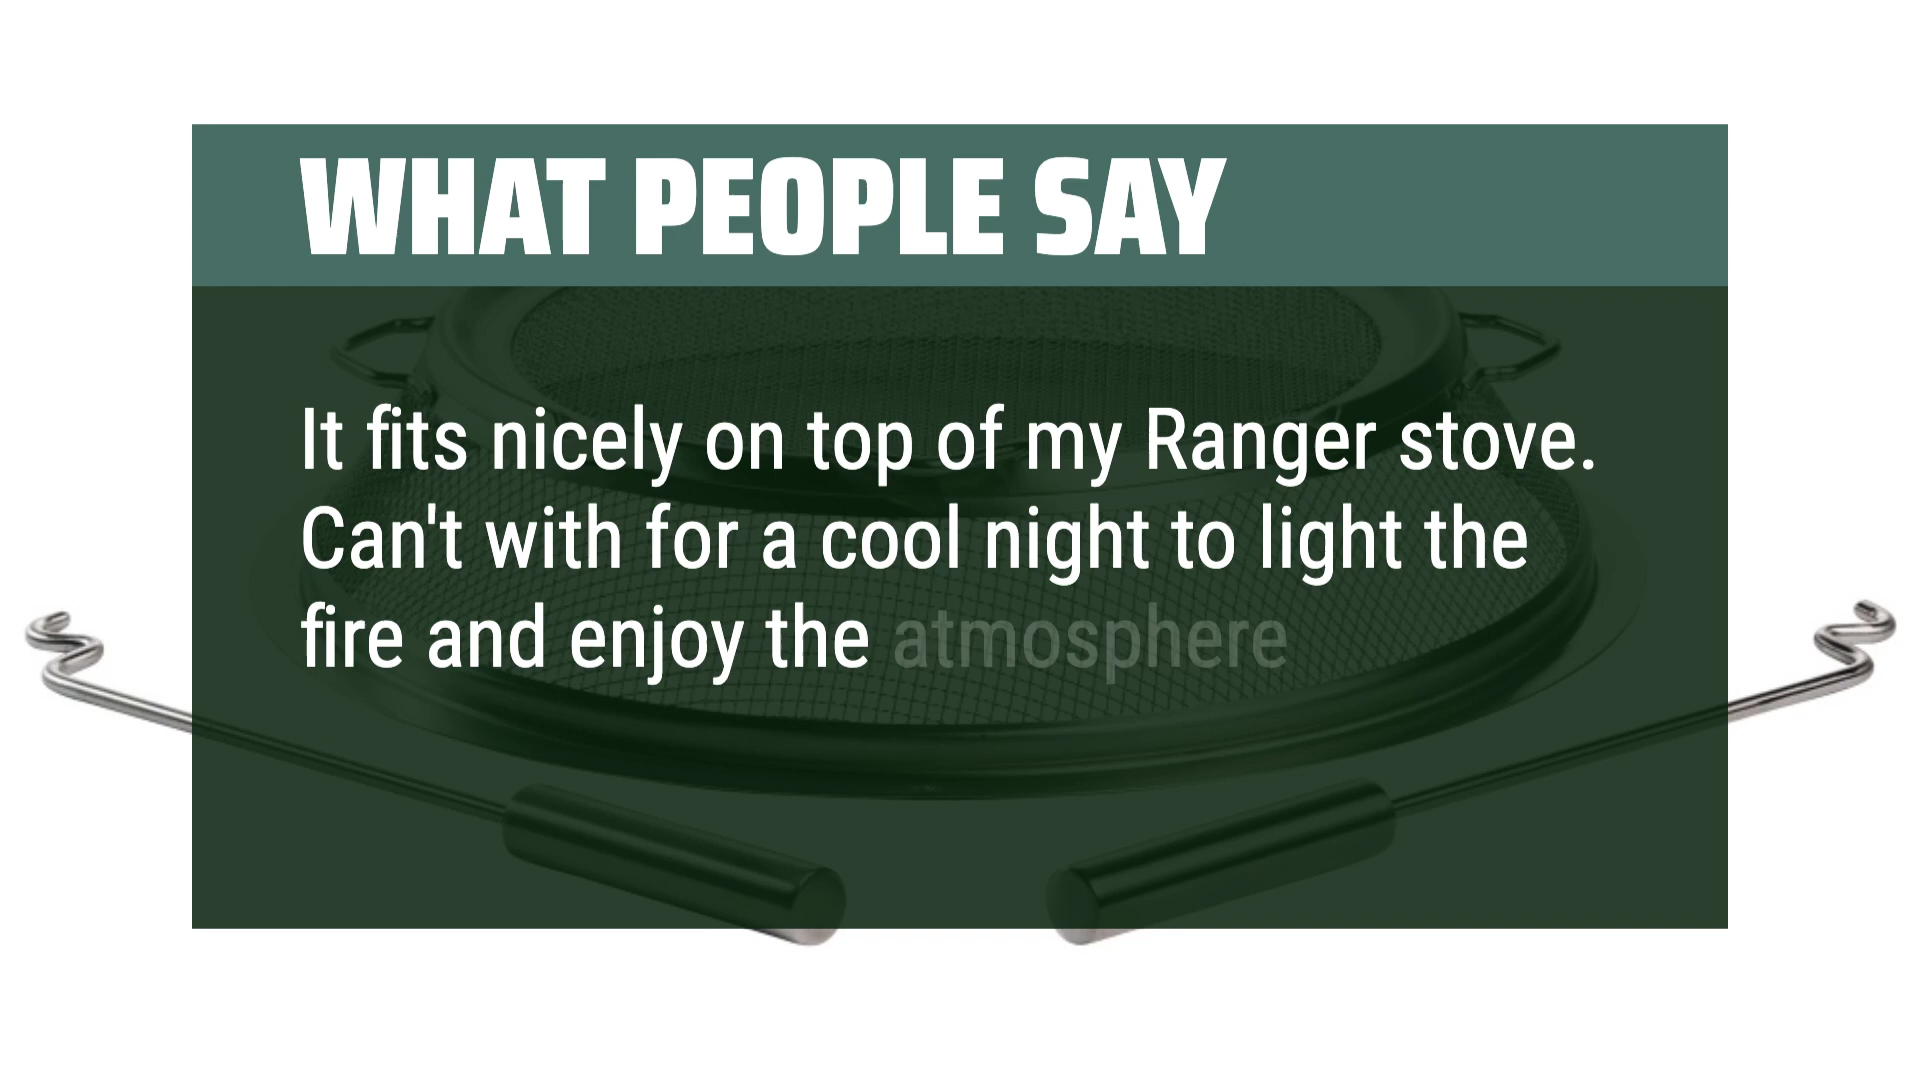 WHAT PEOPLE SAY
It fits nicely on top of my Ranger stove.
Can't with for a cool night to light the
fire and enjoy the atmosphere